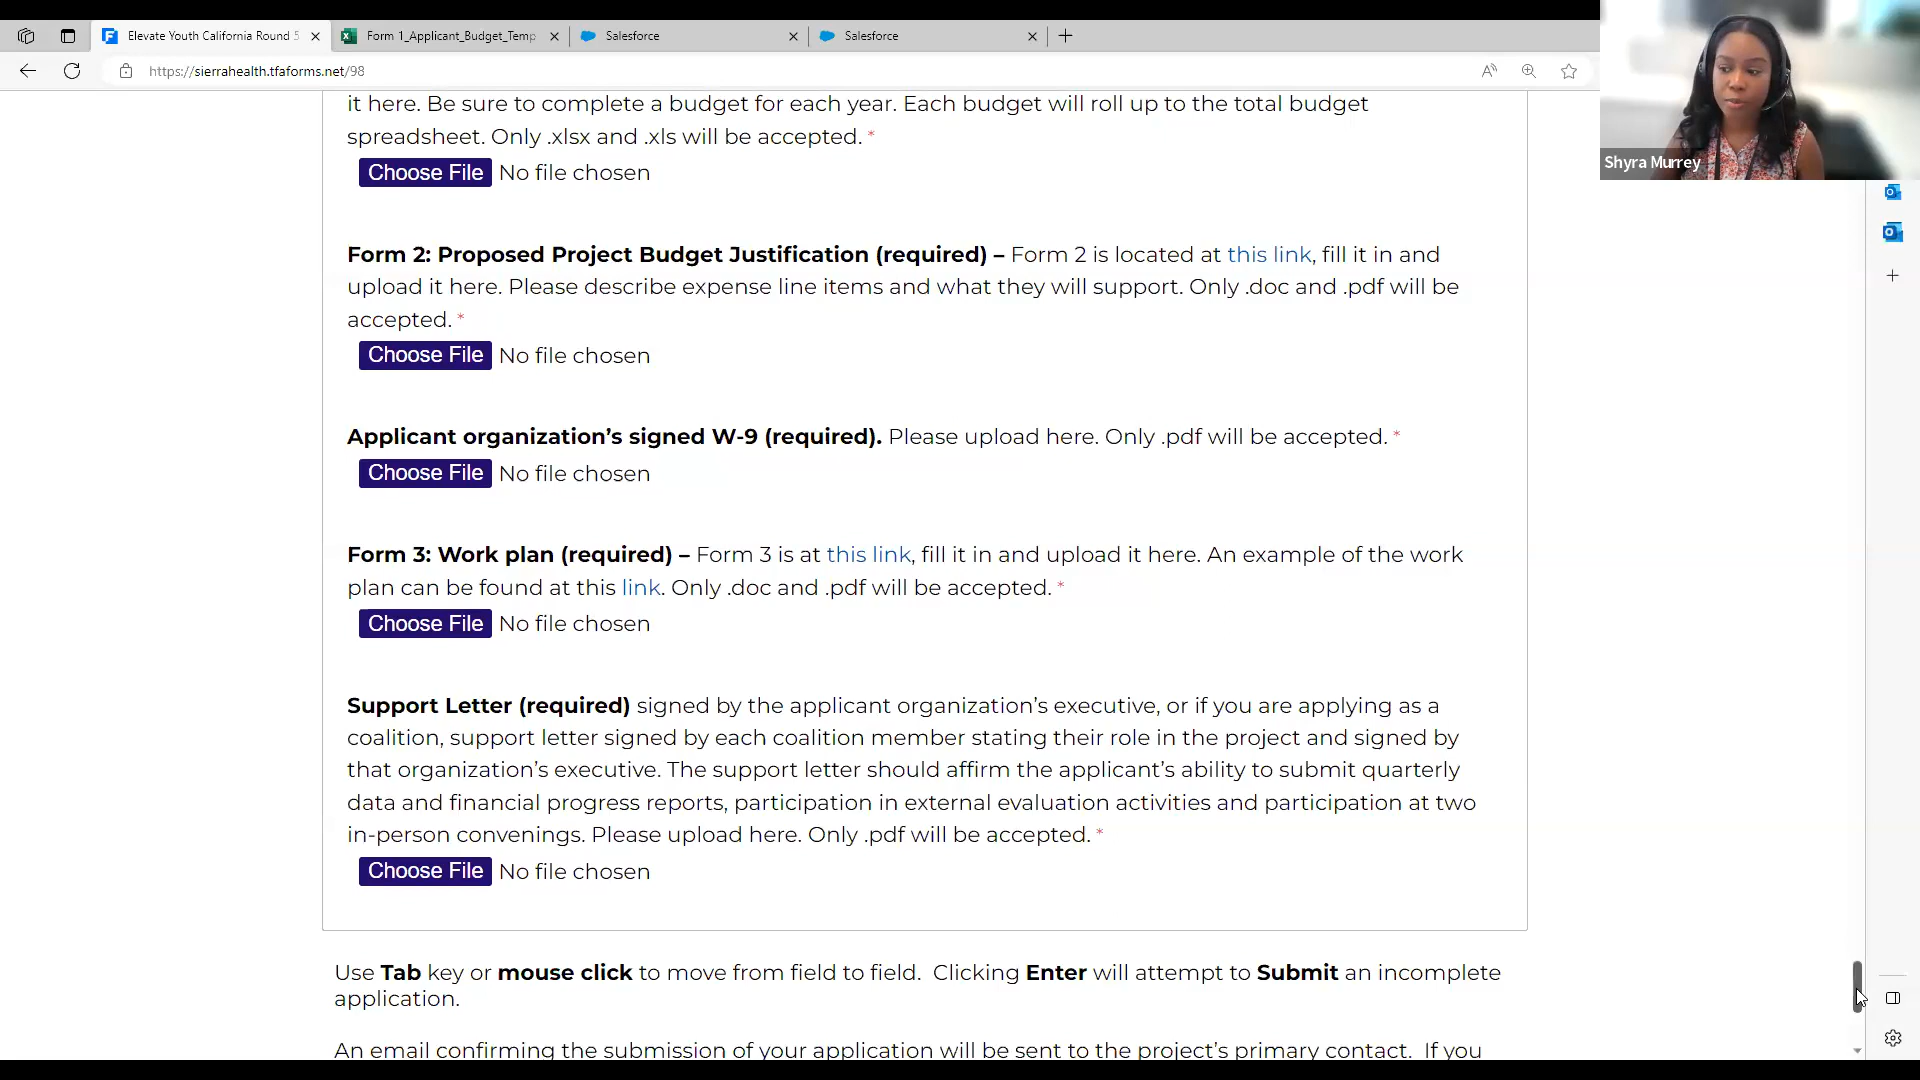 Elevate Youth California Round 5
Form 1_Applicant_Budget_Temp
Salesforce
Salesforce
https://sierrahealth.tfaforms.net/98
Shyra Murrey
it here. Be sure to complete a budget for each year. Each budget will roll up to the total budget
spreadsheet. Only .xlsx and .xls will be accepted. *
Choose File No file chosen
Form 2: Proposed Project Budget Justification (required) – Form 2 is located at this link, fill it in and
upload it here. Please describe expense line items and what they will support. Only .doc and .pdf will be
accepted. *
Choose File No file chosen
Applicant organization’s signed W-9 (required). Please upload here. Only .pdf will be accepted. *
Choose File No file chosen
Form 3: Work plan (required) – Form 3 is at this link, fill it in and upload it here. An example of the work
plan can be found at this link. Only .doc and .pdf will be accepted. *
Choose File No file chosen
Support Letter (required) signed by the applicant organization’s executive, or if you are applying as a
coalition, support letter signed by each coalition member stating their role in the project and signed by
that organization’s executive. The support letter should affirm the applicant’s ability to submit quarterly
data and financial progress reports, participation in external evaluation activities and participation at two
in-person convenings. Please upload here. Only .pdf will be accepted. *
Choose File No file chosen
Use Tab key or mouse click to move from field to field. Clicking Enter will attempt to Submit an incomplete
application.
An email confirming the submission of your application will be sent to the project’s primary contact. If you